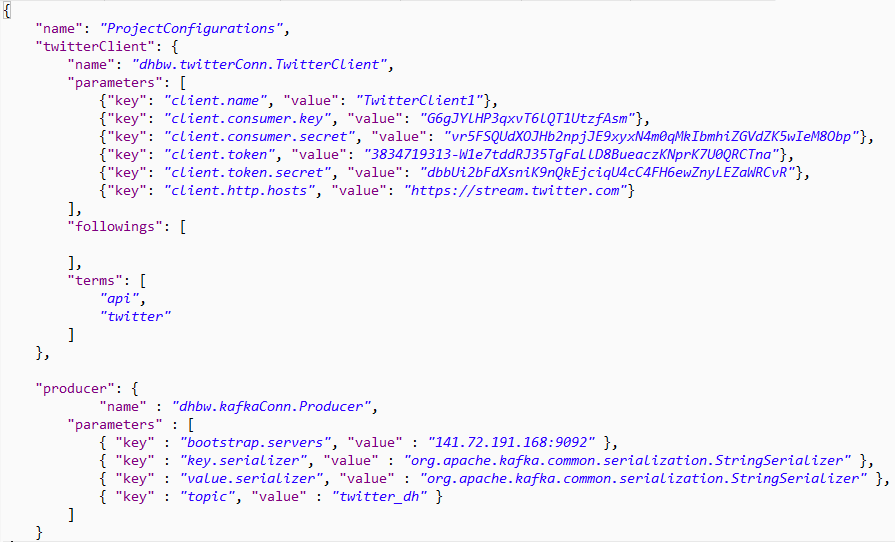 {
"name": "ProjectConfigurations",
"twitterClient": {
"name": "dhbw.twitterConn.TwitterClient",
"parameters": [
{"key": "client.name", "value": "TwitterClient1"},
{"key": "client.consumer.key", "value": "G6gJYlHP3qxvT6lQT1UtzfAsm"},
{"key": "client.consumer.secret", "value": "vr5FSQUdXOJHb2npjJE9xyxN4m0qMkIbmhiZGVdZK5wIeM8Obp"},
{"key": "client.token", "value": "3834719313-W1e7tddRJ35TgFaLlD8BueaczKNprK7U0QRCTna"},
{"key": "client.token.secret", "value": "dbbUi2bFdXsniK9nQkEjciqU4cC4FH6ewZnyLEZaWRCvR"},
{"key": "client.http.hosts", "value": "https://stream.twitter.com"}
],
"followings": [
],
"terms": [
"api",
"twitter"
]
},
"producer": {
"name" : "dhbw.kafkaConn.Producer",
"parameters" : [
{ "key" : "bootstrap.servers", "value" : "141.72.191.168:9092" },
{ "key" : "key.serializer", "value" : "org.apache.kafka.common.serialization.StringSerializer" },
{ "key" : "value.serializer", "value" : "org.apache.kafka.common.serialization.StringSerializer" },
{ "key" : "topic", "value" : "twitter_dh" }
]
}